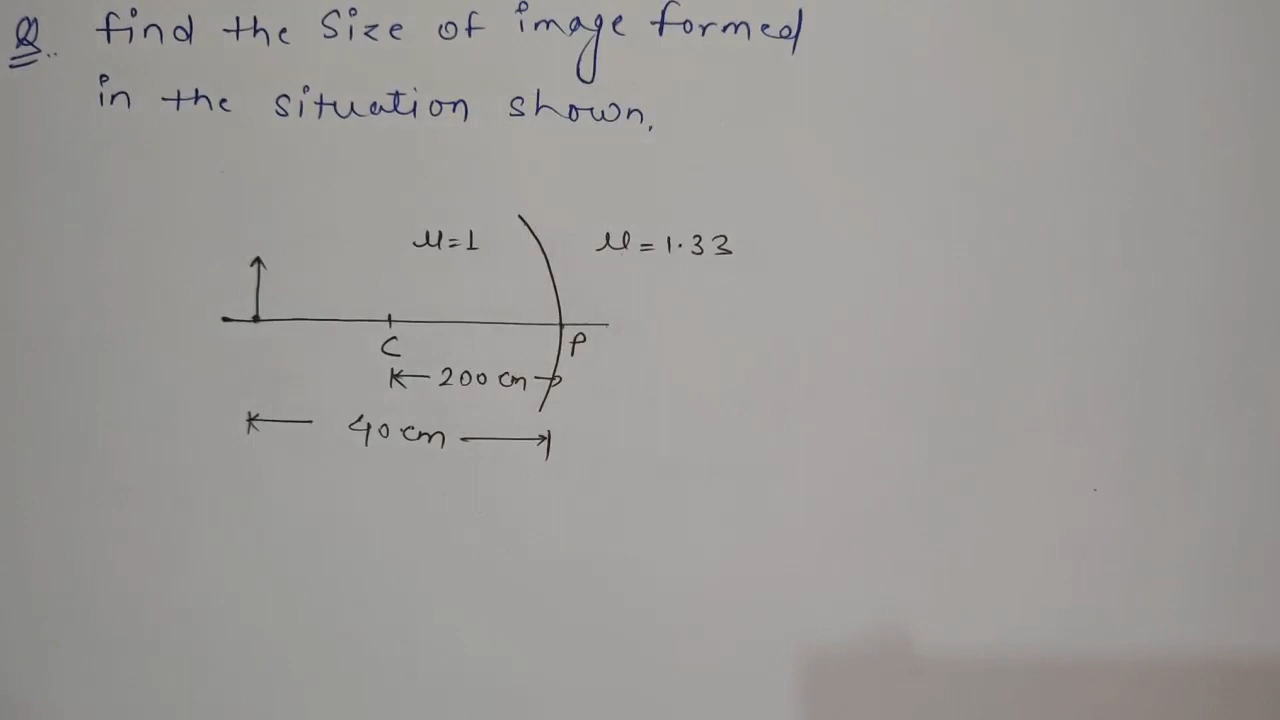 Q. find the size of image formed
in the situation shown.
μ=1 μ=1.33
C P
200 cm
40 cm